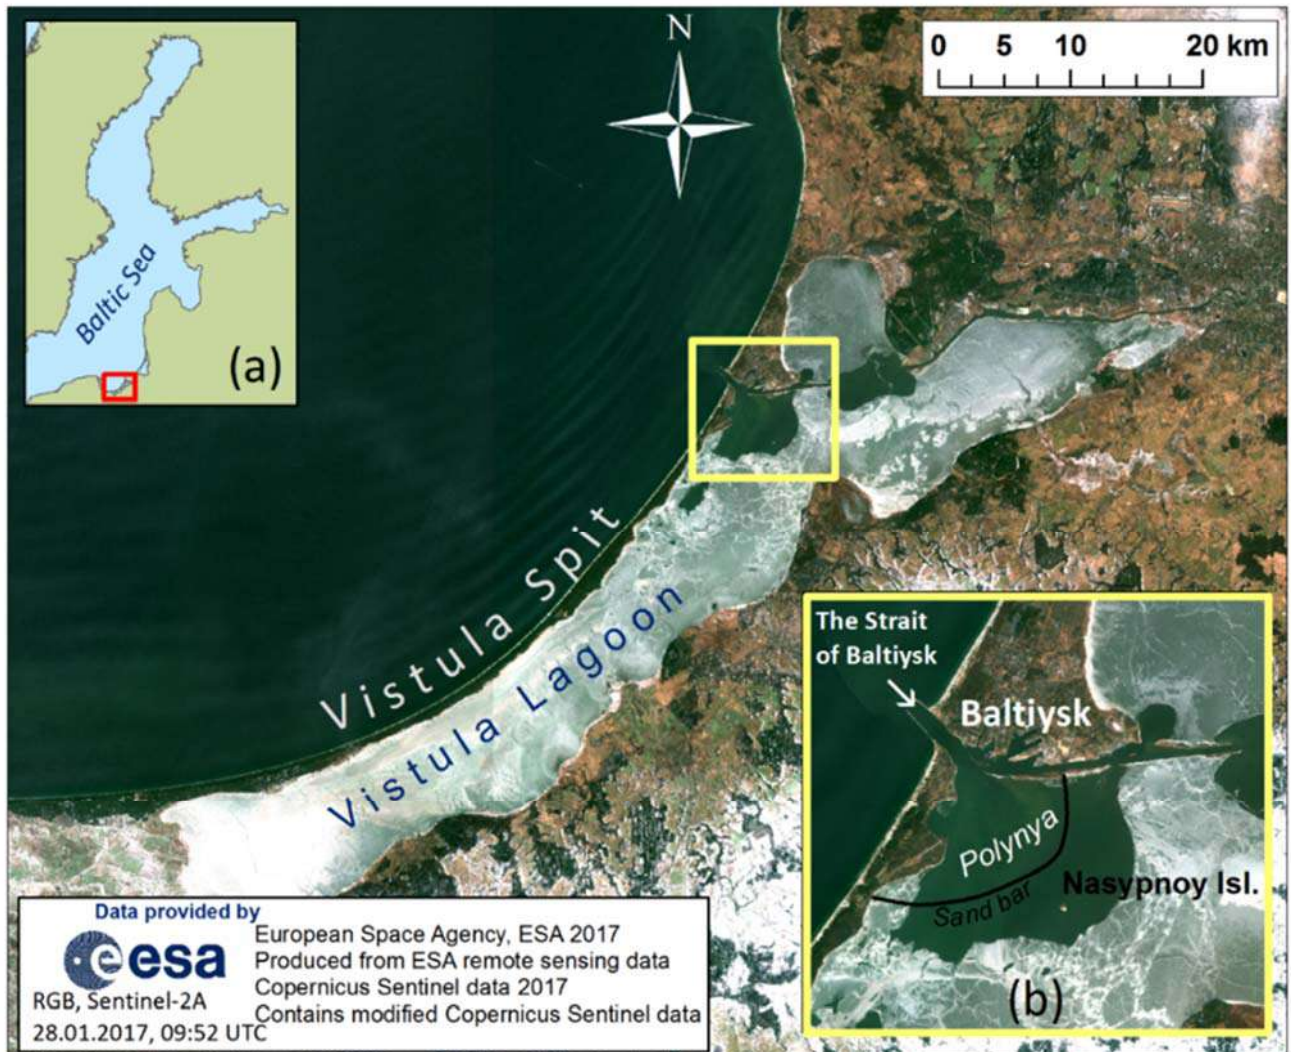 N
0 5 10 20 km
Baltic Sea
(a)
Vistula Spit
Vistula Lagoon
The Strait
of Baltiysk
Baltiysk
Polynya
Nasypnoy Isl.
Sand bar
(b)
Data provided by
esa
European Space Agency, ESA 2017
Produced from ESA remote sensing data
Copernicus Sentinel data 2017
Contains modified Copernicus Sentinel data
RGB, Sentinel-2A
28.01.2017, 09:52 UTC